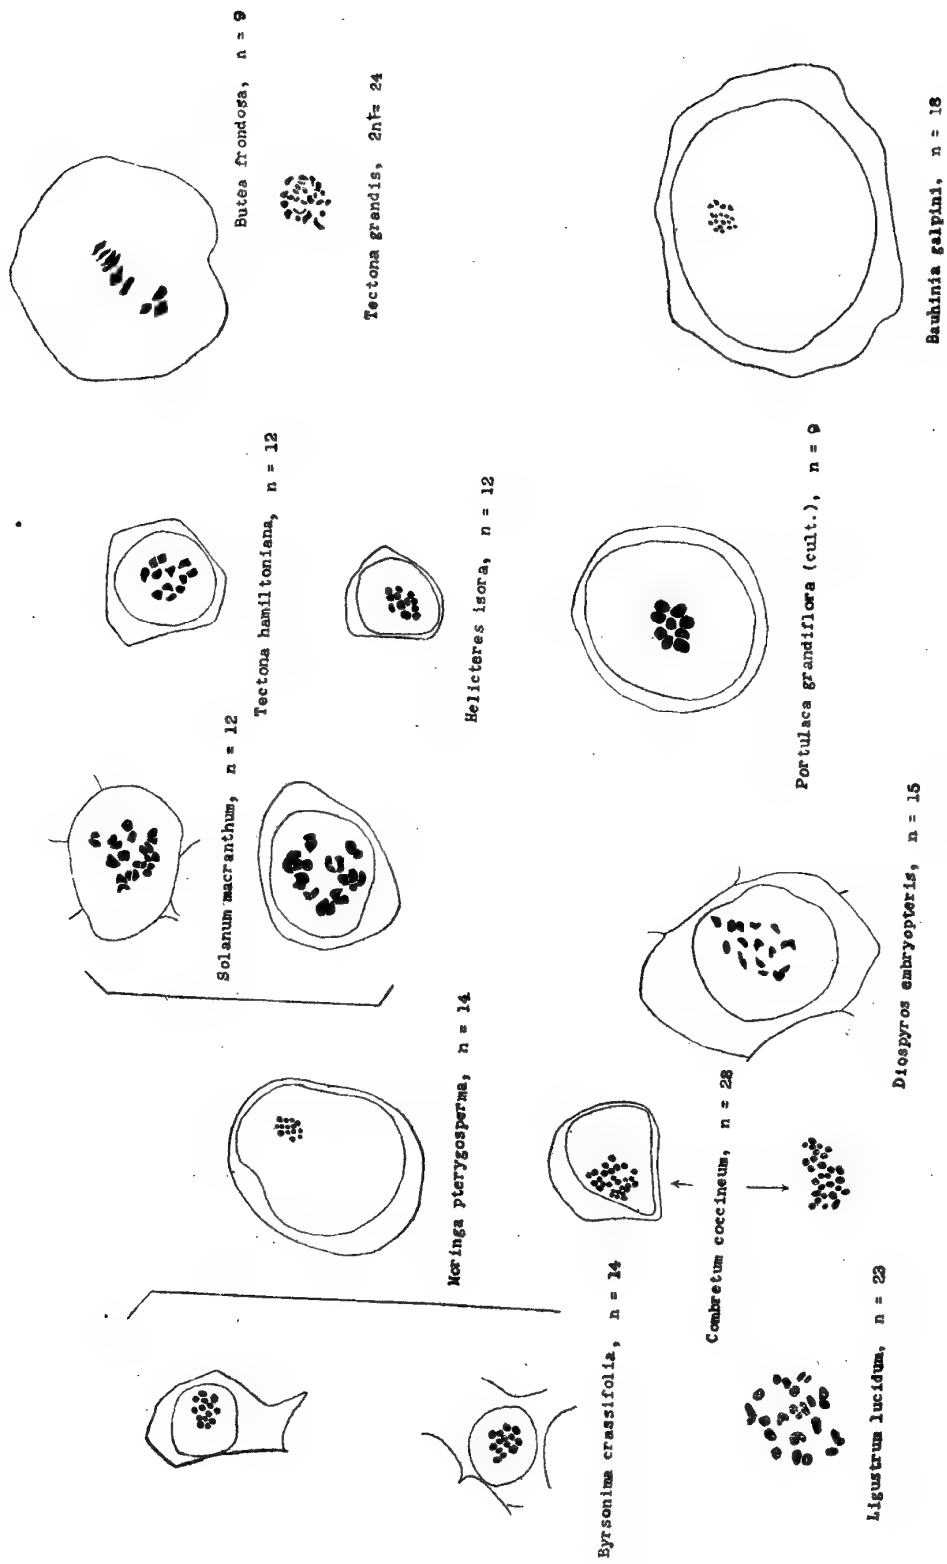 Butea frondosa, n = 9
Tectona grandis, 2n = 24
Tectona hamiltoniana, n = 12
Helicteres isora, n = 12
Solanum macranthum, n = 12
Moringa pterygosperma, n = 14
Byrsonima crassifolia, n = 14
Combretum coccineum, n = 28
Ligustrum lucidum, n = 23
Diospyros embryopteris, n = 15
Portulaca grandiflora (cult.), n = 9
Bauhinia galpini, n = 18